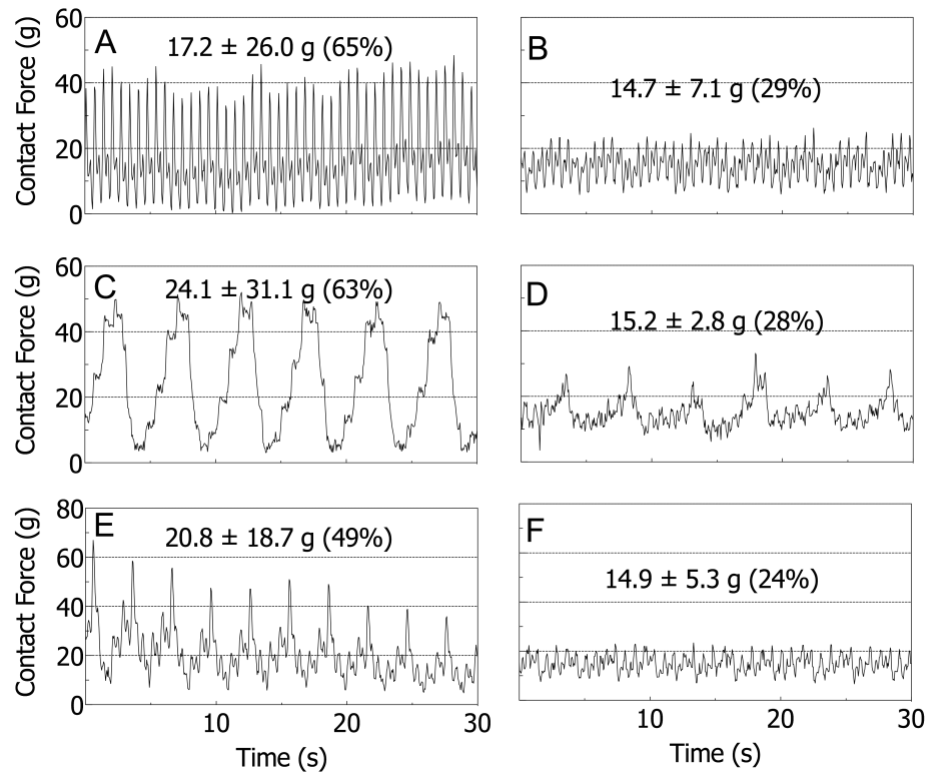 60
A
17.2 ± 26.0 g (65%)
B
14.7 ± 7.1 g (29%)
40
20
0
Contact Force (g)
60
C
24.1 ± 31.1 g (63%)
D
15.2 ± 2.8 g (28%)
40
20
0
Contact Force (g)
80
E
20.8 ± 18.7 g (49%)
F
14.9 ± 5.3 g (24%)
60
40
20
0
Contact Force (g)
10 20 30
10 20 30
Time (s)
Time (s)